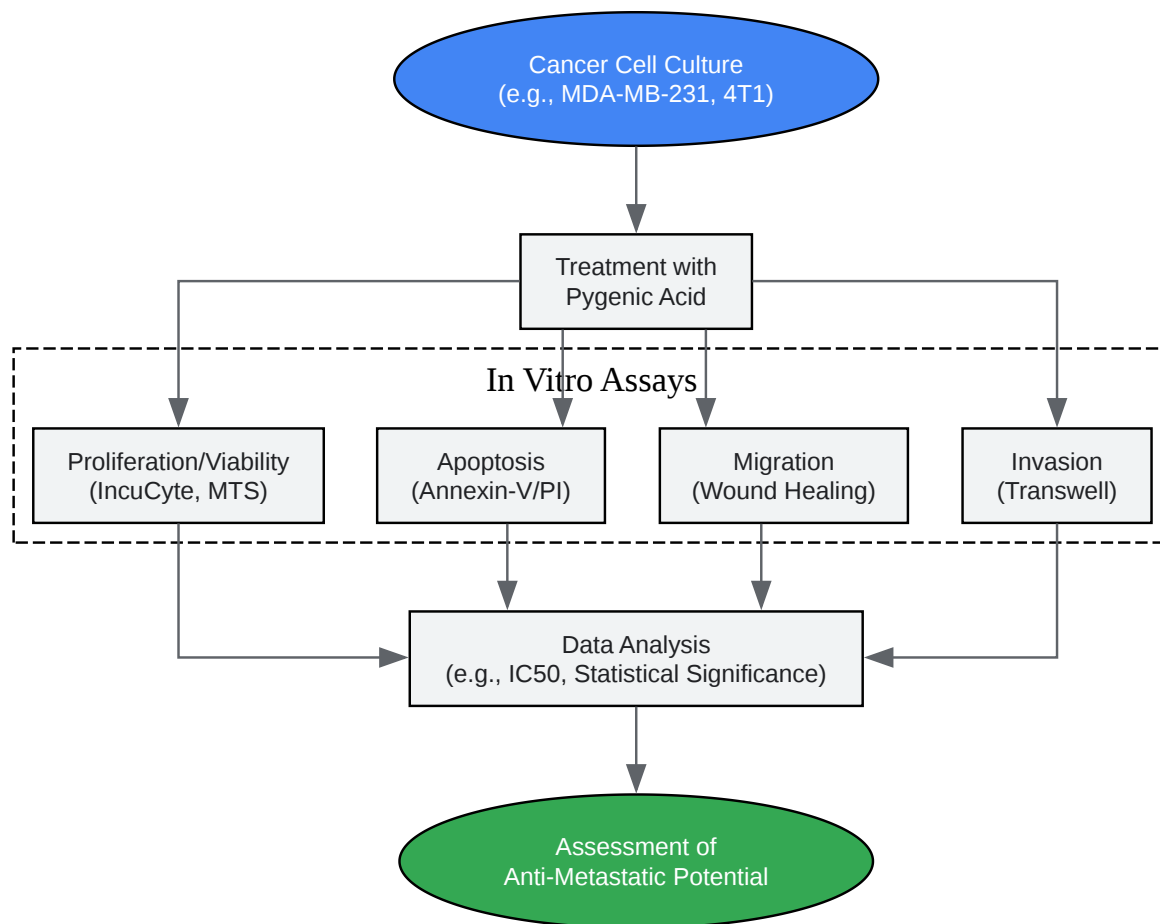 Cancer Cell Culture
(e.g., MDA-MB-231, 4T1)
Treatment with
Pygenic Acid
In Vitro Assays
Proliferation/Viability
(IncuCyte, MTS)
Apoptosis
(Annexin-V/PI)
Migration
(Wound Healing)
Invasion
(Transwell)
Data Analysis
(e.g., IC50, Statistical Significance)
Assessment of
Anti-Metastatic Potential